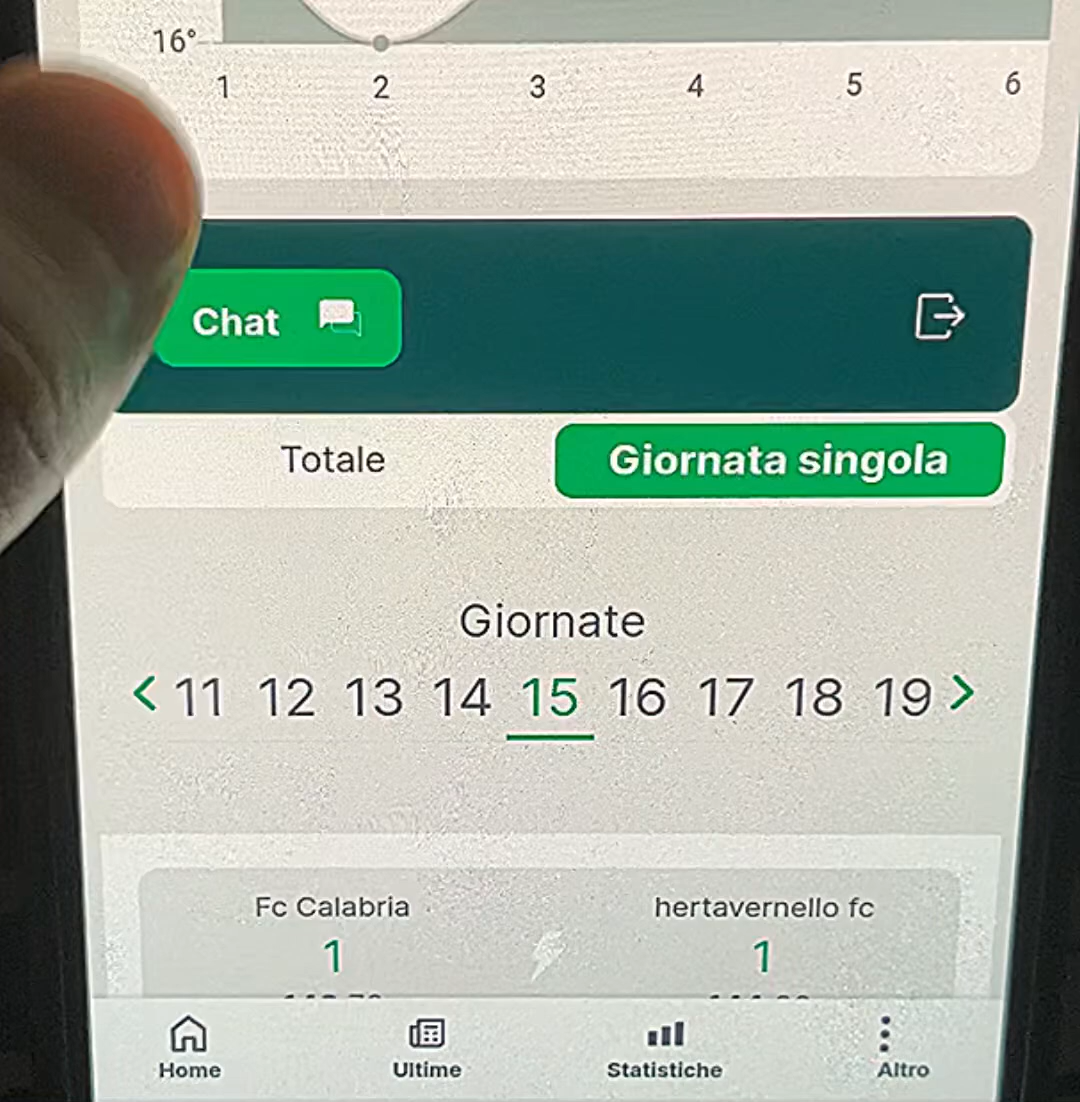 16°
1 2 3 4 5 6
Chat
Totale Giornata singola
Giornate
< 11 12 13 14 15 16 17 18 19 >
Fc Calabria hertavernello fc
1 1
Home Ultime Statistiche Altro